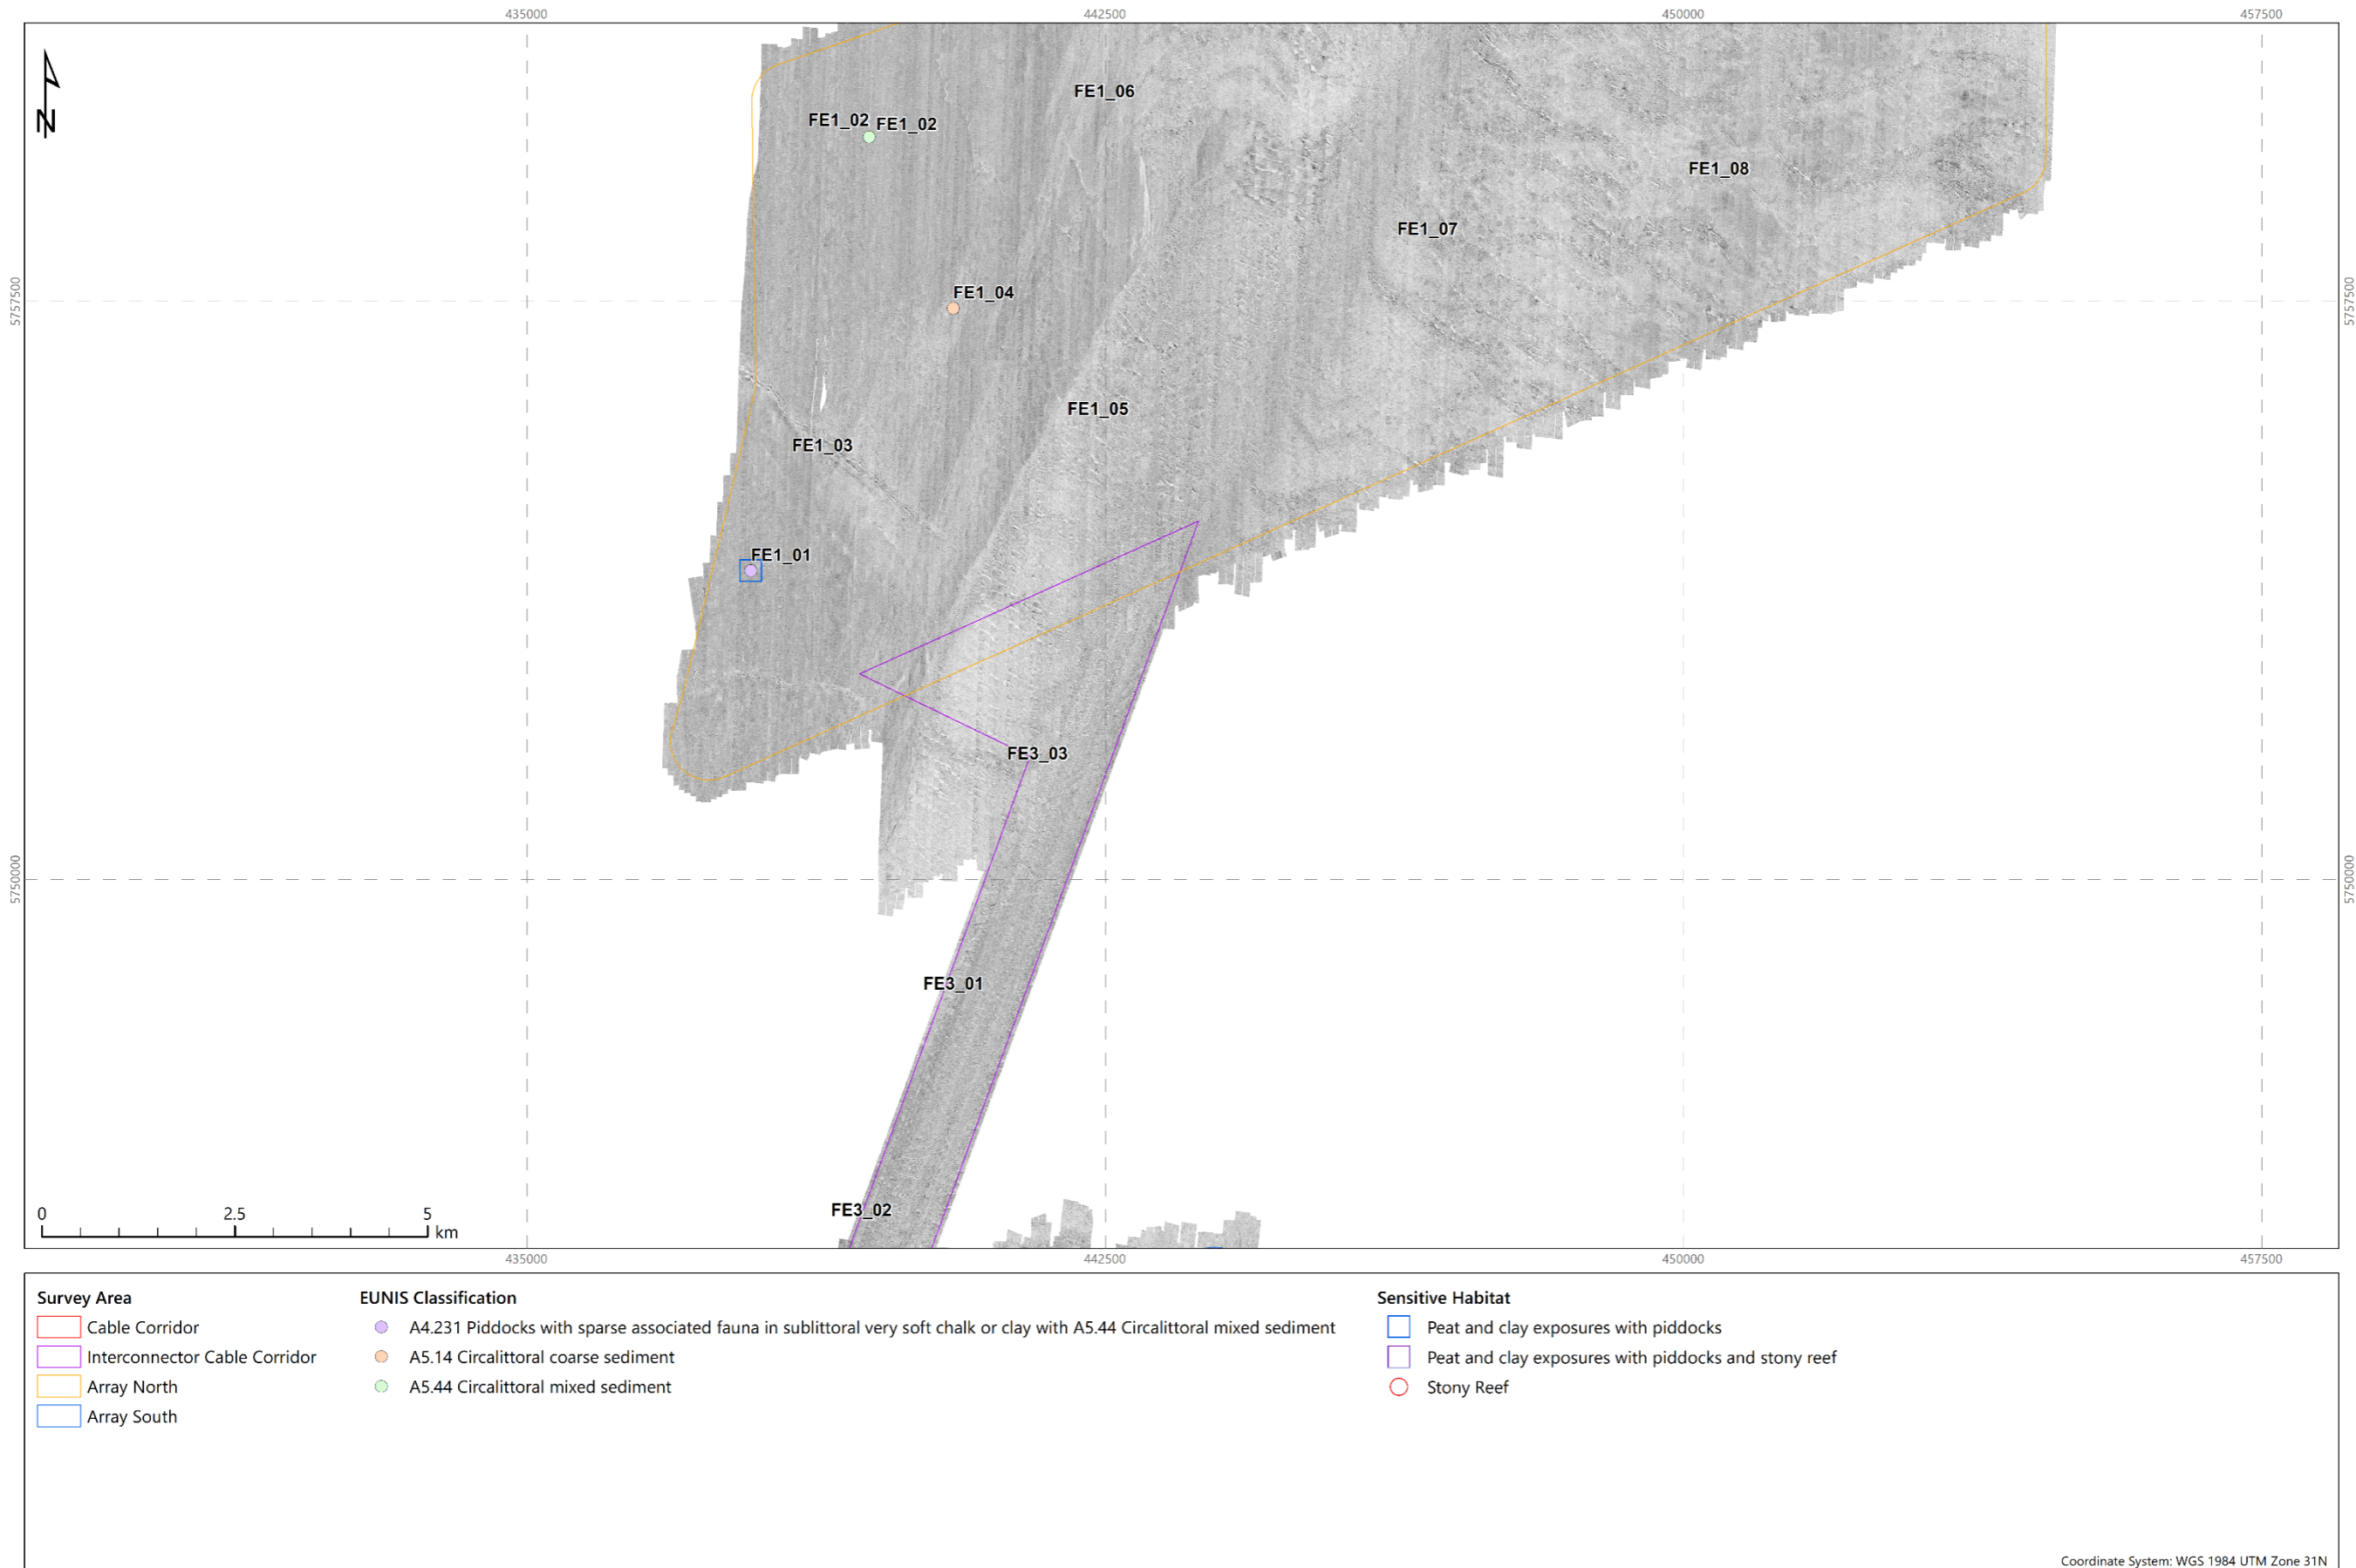 435000 442500 450000 457500
N
FE1_06
FE1_02 FE1_02
FE1_08
FE1_07
FE1_04
5757500 5757500
FE1_05
FE1_03
FE1_01
FE3_03
5750000 5750000
FE3_01
FE3_02
0 2.5 5
km
435000 442500 450000 457500
Survey Area
Cable Corridor
Interconnector Cable Corridor
Array North
Array South
EUNIS Classification
A4.231 Piddocks with sparse associated fauna in sublittoral very soft chalk or clay with A5.44 Circalittoral mixed sediment
A5.14 Circalittoral coarse sediment
A5.44 Circalittoral mixed sediment
Sensitive Habitat
Peat and clay exposures with piddocks
Peat and clay exposures with piddocks and stony reef
Stony Reef
Coordinate System: WGS 1984 UTM Zone 31N